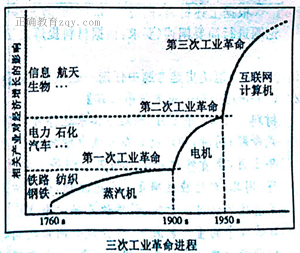 正确教育zqy.com
相关产业对经济增长的影响
第三次工业革命
信息 航天
生物 …
互联网
计算机
第二次工业革命
电力 石化
汽车 …
电机
第一次工业革命
铁路 纺织
钢铁 …
蒸汽机
1760 1900 1950
三次工业革命进程